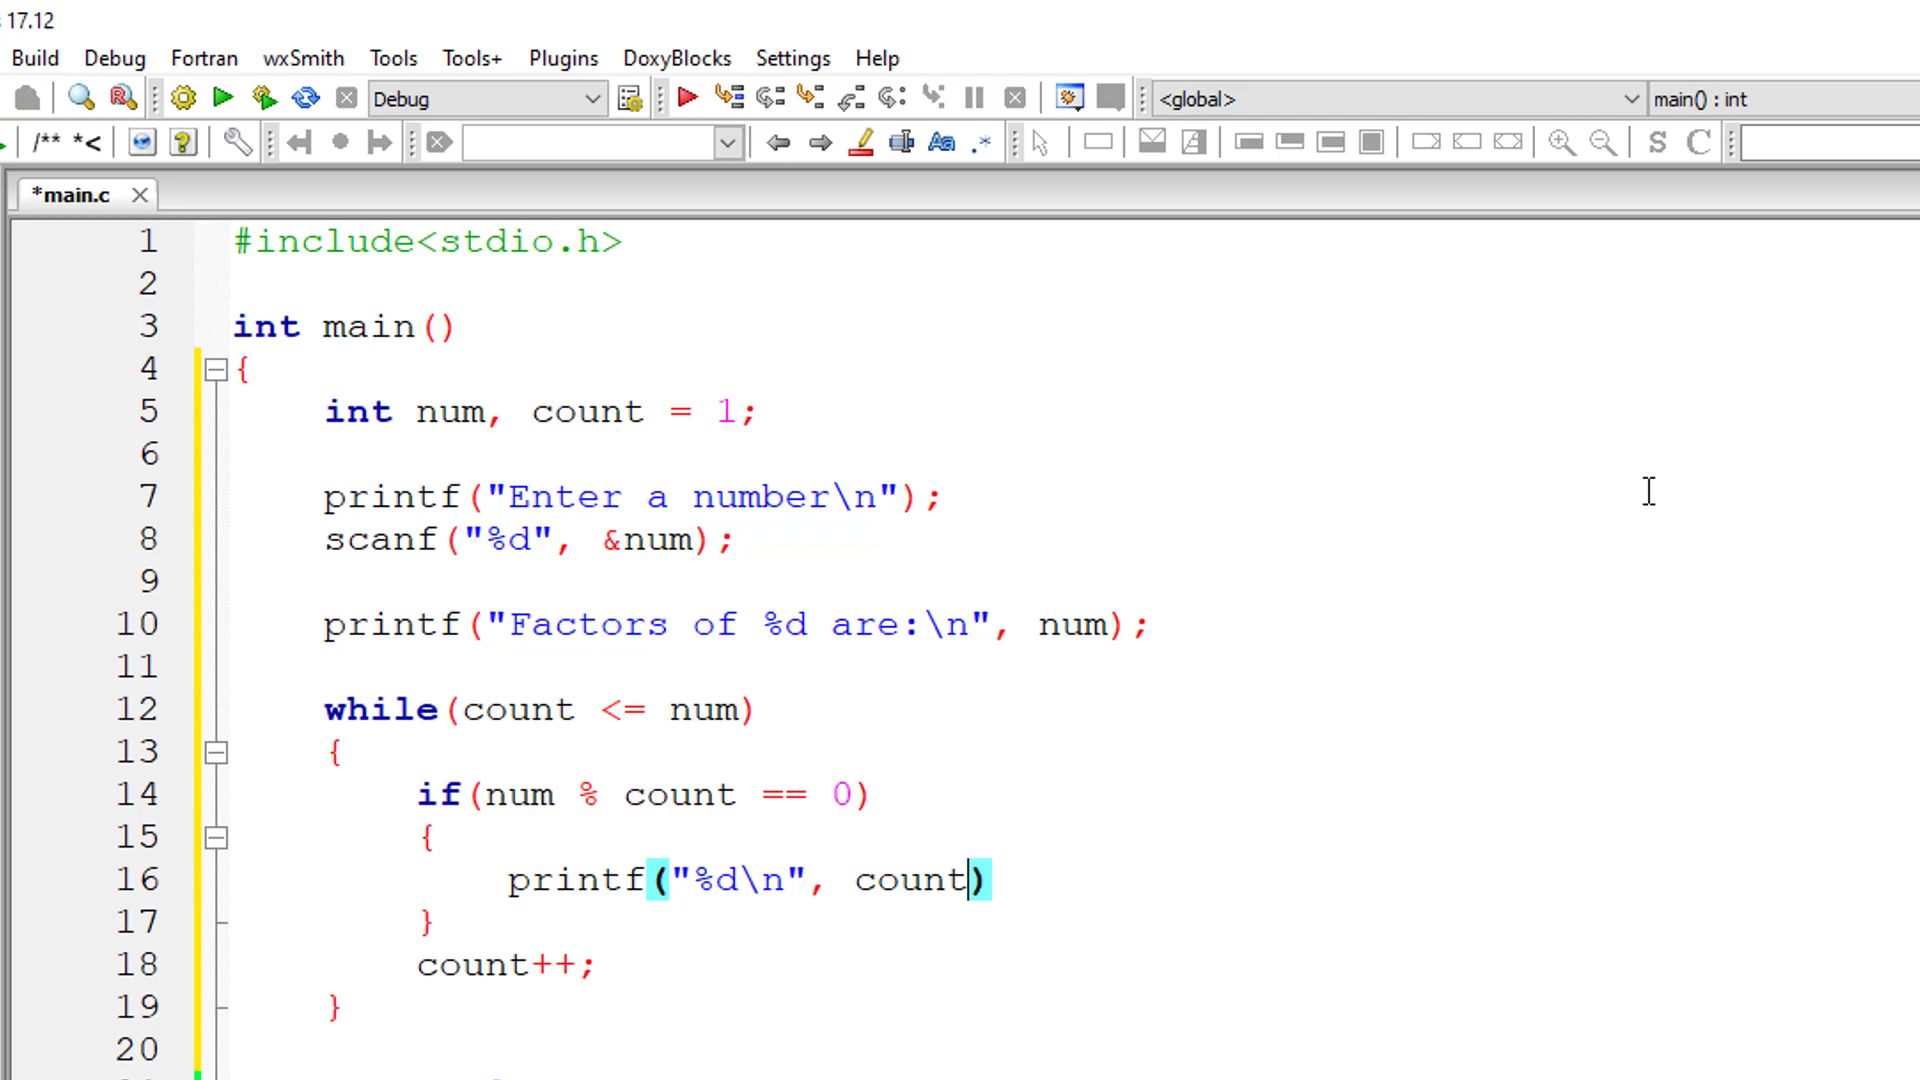 17.12
Build Debug Fortran wxSmith Tools Tools+ Plugins DoxyBlocks Settings Help
Debug <global> main() : int
/** *< Aa .* S C
*main.c
1 #include<stdio.h>
2
3 int main()
4 {
5 int num, count = 1;
6
7 printf("Enter a number\n");
8 scanf("%d", &num);
9
10 printf("Factors of %d are:\n", num);
11
12 while(count <= num)
13 {
14 if(num % count == 0)
15 {
16 printf("%d\n", count)
17 }
18 count++;
19 }
20